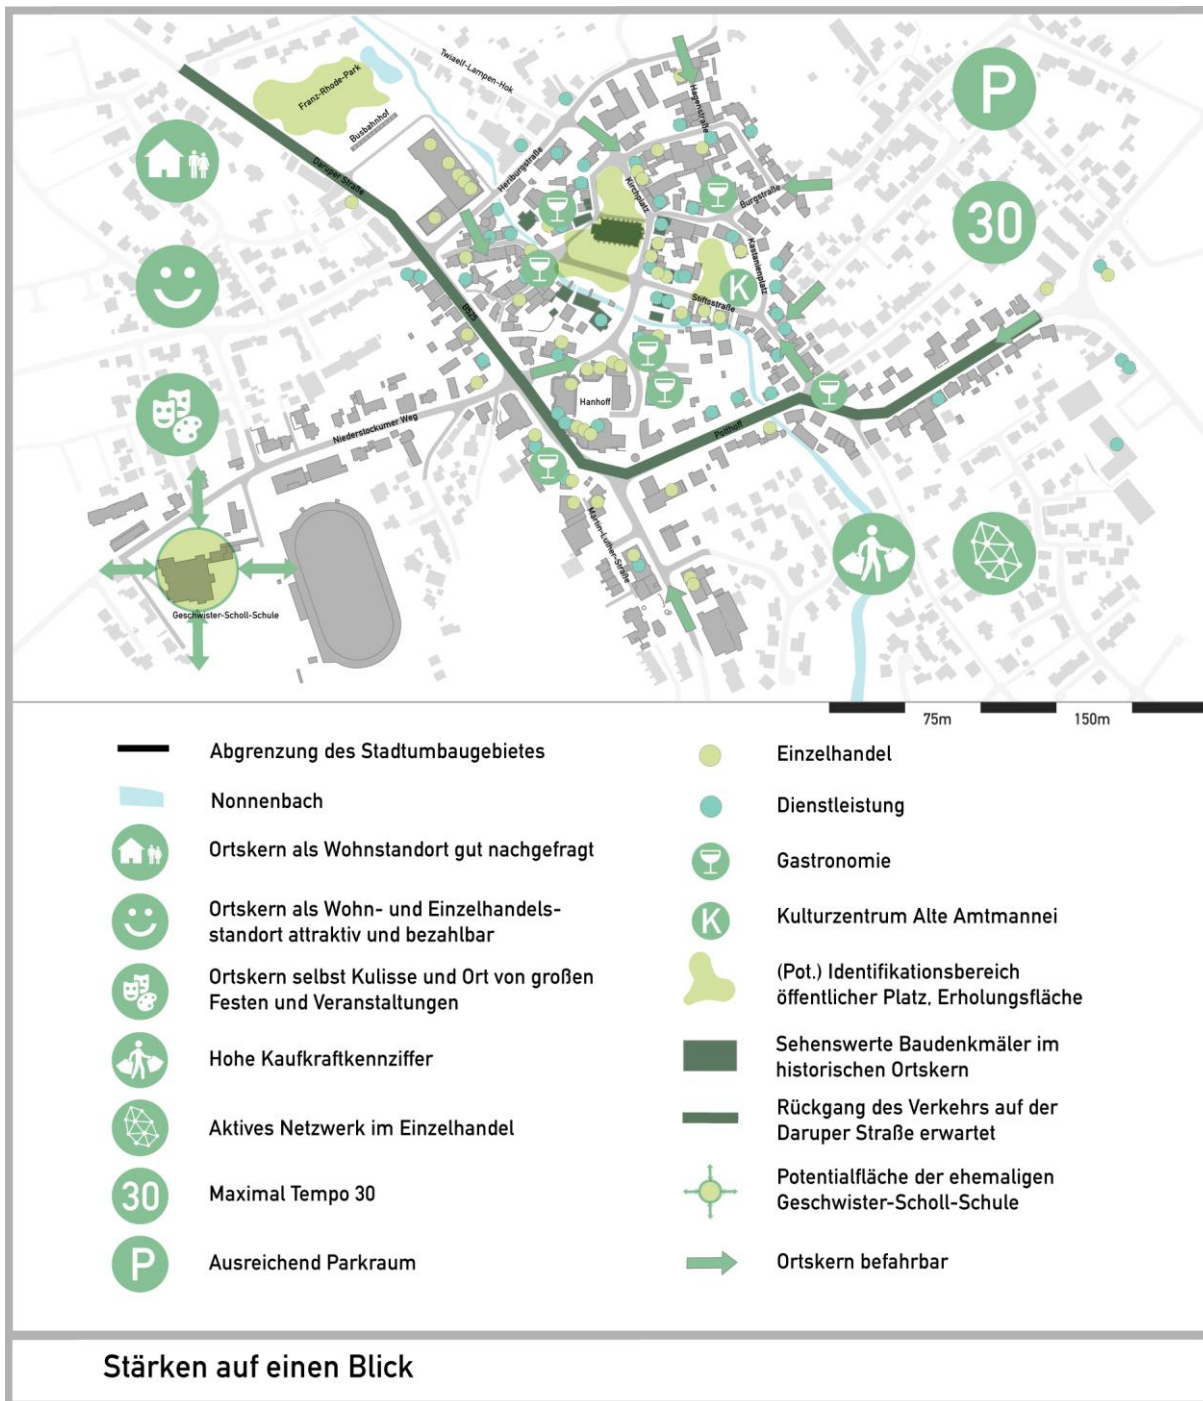 Twiaelf-Lampen-Hok
Franz-Rhode-Park
Busbahnhof
Hagenstraße
P
Daruper Straße
Heriburgstraße
Kirchplatz
Burgstraße
30
Kastanienplatz
K
Stiftsstraße
B525
Hanhoff
Niederstockumer Weg
Potthoff
Martin-Luther-Straße
Geschwister-Scholl-Schule
75m
150m
Abgrenzung des Stadtumbaugebietes
Nonnenbach
Ortskern als Wohnstandort gut nachgefragt
Ortskern als Wohn- und Einzelhandels-
standort attraktiv und bezahlbar
Ortskern selbst Kulisse und Ort von großen
Festen und Veranstaltungen
Hohe Kaufkraftkennziffer
Aktives Netzwerk im Einzelhandel
30
Maximal Tempo 30
P
Ausreichend Parkraum
Einzelhandel
Dienstleistung
Gastronomie
K
Kulturzentrum Alte Amtmannei
(Pot.) Identifikationsbereich
öffentlicher Platz, Erholungsfläche
Sehenswerte Baudenkmäler im
historischen Ortskern
Rückgang des Verkehrs auf der
Daruper Straße erwartet
Potentialfläche der ehemaligen
Geschwister-Scholl-Schule
Ortskern befahrbar
Stärken auf einen Blick